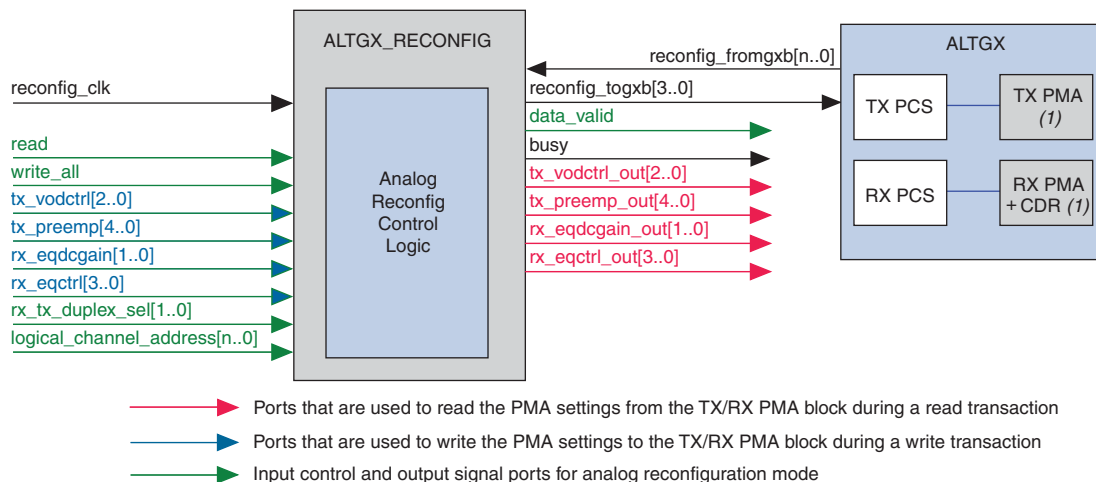 ALTGX_RECONFIG
ALTGX
reconfig_fromgxb[n..0]
reconfig_clk
reconfig_togxb[3..0]
data_valid
read
busy
write_all
tx_vodctrl_out[2..0]
tx_vodctrl[2..0]
tx_preemp_out[4..0]
tx_preemp[4..0]
rx_eqdcgain_out[1..0]
rx_eqdcgain[1..0]
rx_eqctrl_out[3..0]
rx_eqctrl[3..0]
rx_tx_duplex_sel[1..0]
logical_channel_address[n..0]
Analog
Reconfig
Control
Logic
TX PCS
TX PMA
(1)
RX PCS
RX PMA
+ CDR (1)
Ports that are used to read the PMA settings from the TX/RX PMA block during a read transaction
Ports that are used to write the PMA settings to the TX/RX PMA block during a write transaction
Input control and output signal ports for analog reconfiguration mode